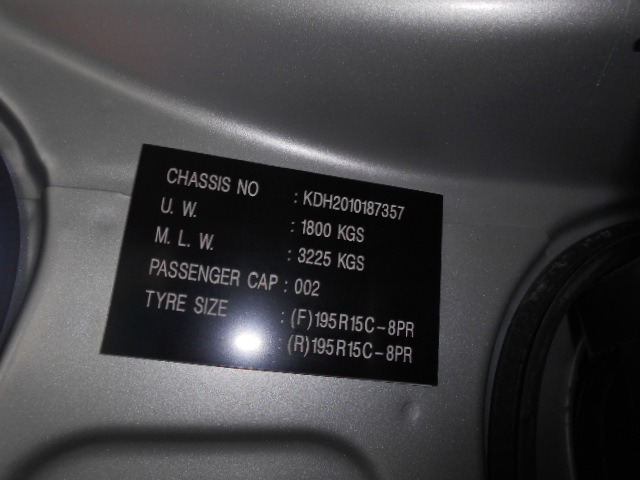 CHASSIS NO : KDH2010187357
U. W. : 1800 KGS
M. L. W. : 3225 KGS
PASSENGER CAP : 002
TYRE SIZE : (F)195R15C-8PR
: (R)195R15C-8PR